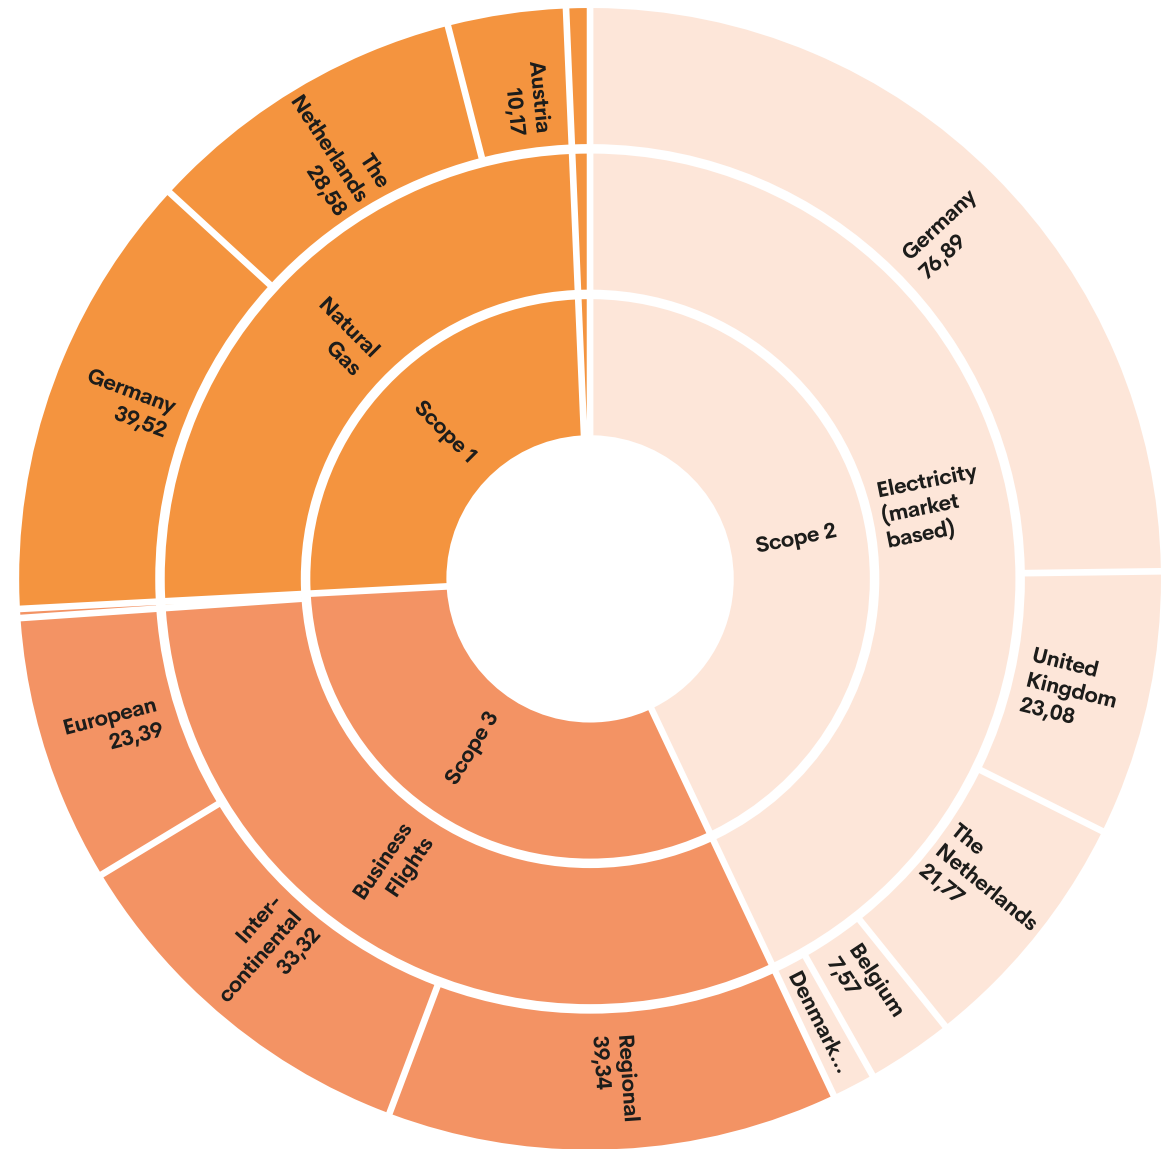 Scope 1
Natural
Gas
Germany
39,52
The
Netherlands
28,58
Austria
10,17
Scope 2
Electricity
(market
based)
Germany
76,89
United
Kingdom
23,08
The
Netherlands
21,77
Belgium
7,57
Denmark...
Scope 3
Business
Flights
Regional
39,34
Inter-
continental
33,32
European
23,39